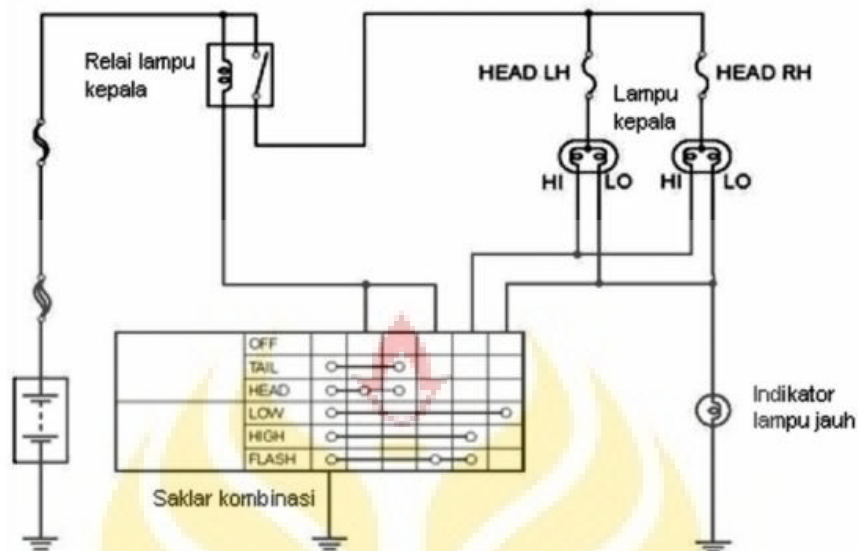 Relai lampu
kepala
HEAD LH
HEAD RH
Lampu
kepala
HI
LO
HI
LO
OFF
TAIL
HEAD
LOW
HIGH
FLASH
Saklar kombinasi
Indikator
lampu jauh